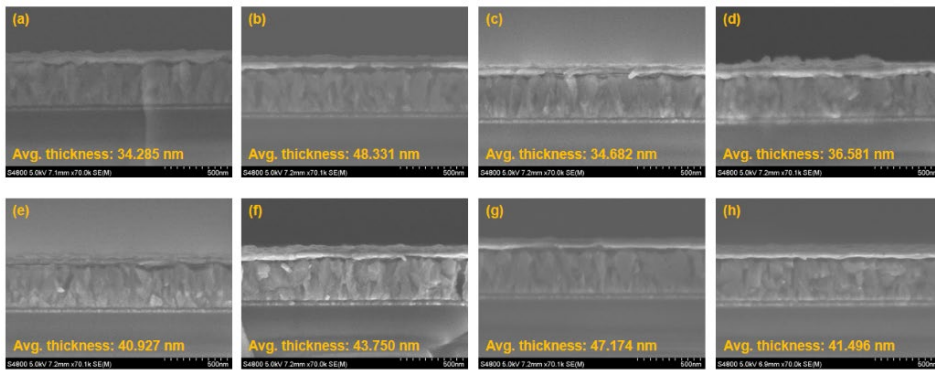 (a)
Avg. thickness: 34.285 nm
S4800 5.0kV 7.1mm x70.0k SE(M)
500nm
(b)
Avg. thickness: 48.331 nm
S4800 5.0kV 7.2mm x70.1k SE(M)
500nm
(c)
Avg. thickness: 34.682 nm
S4800 5.0kV 7.2mm x70.0k SE(M)
500nm
(d)
Avg. thickness: 36.581 nm
S4800 5.0kV 7.2mm x70.1k SE(M)
500nm
(e)
Avg. thickness: 40.927 nm
S4800 5.0kV 7.2mm x70.1k SE(M)
500nm
(f)
Avg. thickness: 43.750 nm
S4800 5.0kV 7.2mm x70.0k SE(M)
500nm
(g)
Avg. thickness: 47.174 nm
S4800 5.0kV 7.2mm x70.1k SE(M)
500nm
(h)
Avg. thickness: 41.496 nm
S4800 5.0kV 6.9mm x70.0k SE(M)
500nm